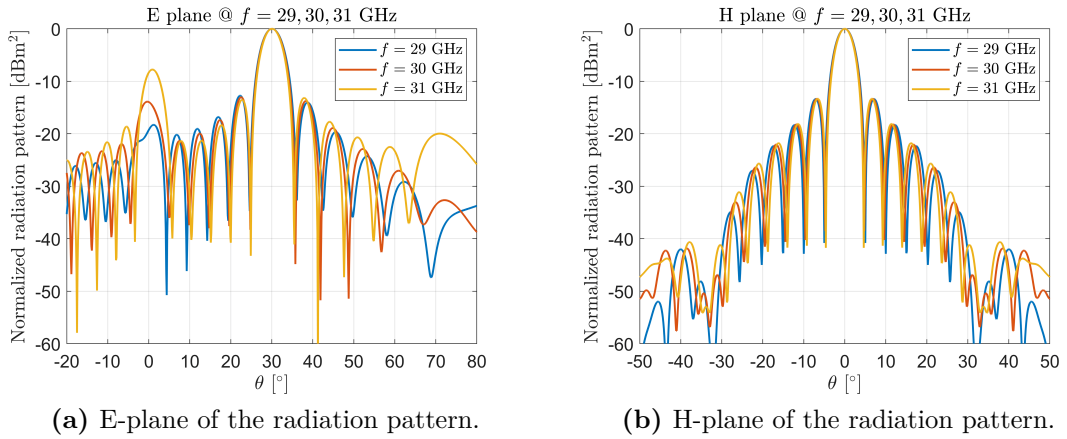 E plane @ f = 29, 30, 31 GHz
Normalized radiation pattern [dBm²]
0
-10
-20
-30
-40
-50
-60
-20 -10 0 10 20 30 40 50 60 70 80
θ [°]
f = 29 GHz
f = 30 GHz
f = 31 GHz
(a) E-plane of the radiation pattern.
H plane @ f = 29, 30, 31 GHz
Normalized radiation pattern [dBm²]
0
-10
-20
-30
-40
-50
-60
-50 -40 -30 -20 -10 0 10 20 30 40 50
θ [°]
f = 29 GHz
f = 30 GHz
f = 31 GHz
(b) H-plane of the radiation pattern.